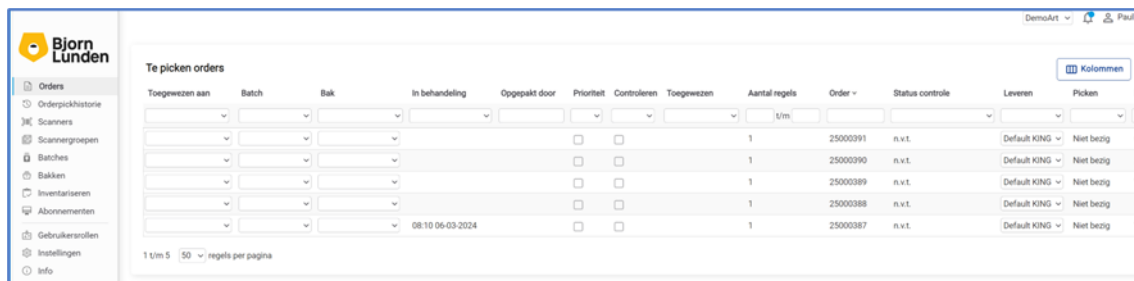 DemoArt
Paul
Bjorn
Lunden
Te picken orders
Kolommen
Orders
Orderpickhistorie
Scanners
Scannergroepen
Batches
Bakken
Inventariseren
Abonnementen
Gebruikersrollen
Instellingen
Info
Toegewezen aan Batch Bak In behandeling Opgepakt door Prioriteit Controleren Toegewezen Aantal regels Order Status controle Leveren Picken
t/m
1 25000391 n.v.t. Default KING Niet bezig
1 25000390 n.v.t. Default KING Niet bezig
1 25000389 n.v.t. Default KING Niet bezig
1 25000388 n.v.t. Default KING Niet bezig
08:10 06-03-2024 1 25000387 n.v.t. Default KING Niet bezig
1 t/m 5 50 regels per pagina